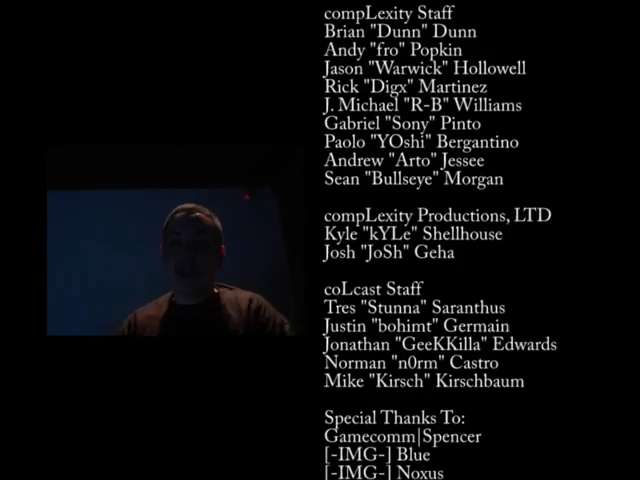 compLexity Staff
Brian "Dunn" Dunn
Andy "fro" Popkin
Jason "Warwick" Hollowell
Rick "Digx" Martinez
J. Michael "R-B" Williams
Gabriel "Sony" Pinto
Paolo "YOshi" Bergantino
Andrew "Arto" Jessee
Sean "Bullseye" Morgan
compLexity Productions, LTD
Kyle "kYLe" Shellhouse
Josh "JoSh" Geha
coLcast Staff
Tres "Stunna" Saranthus
Justin "bohimt" Germain
Jonathan "GeeKKilla" Edwards
Norman "n0rm" Castro
Mike "Kirsch" Kirschbaum
Special Thanks To:
Gamecomm|Spencer
[-IMG-] Blue
[-IMG-] Noxus